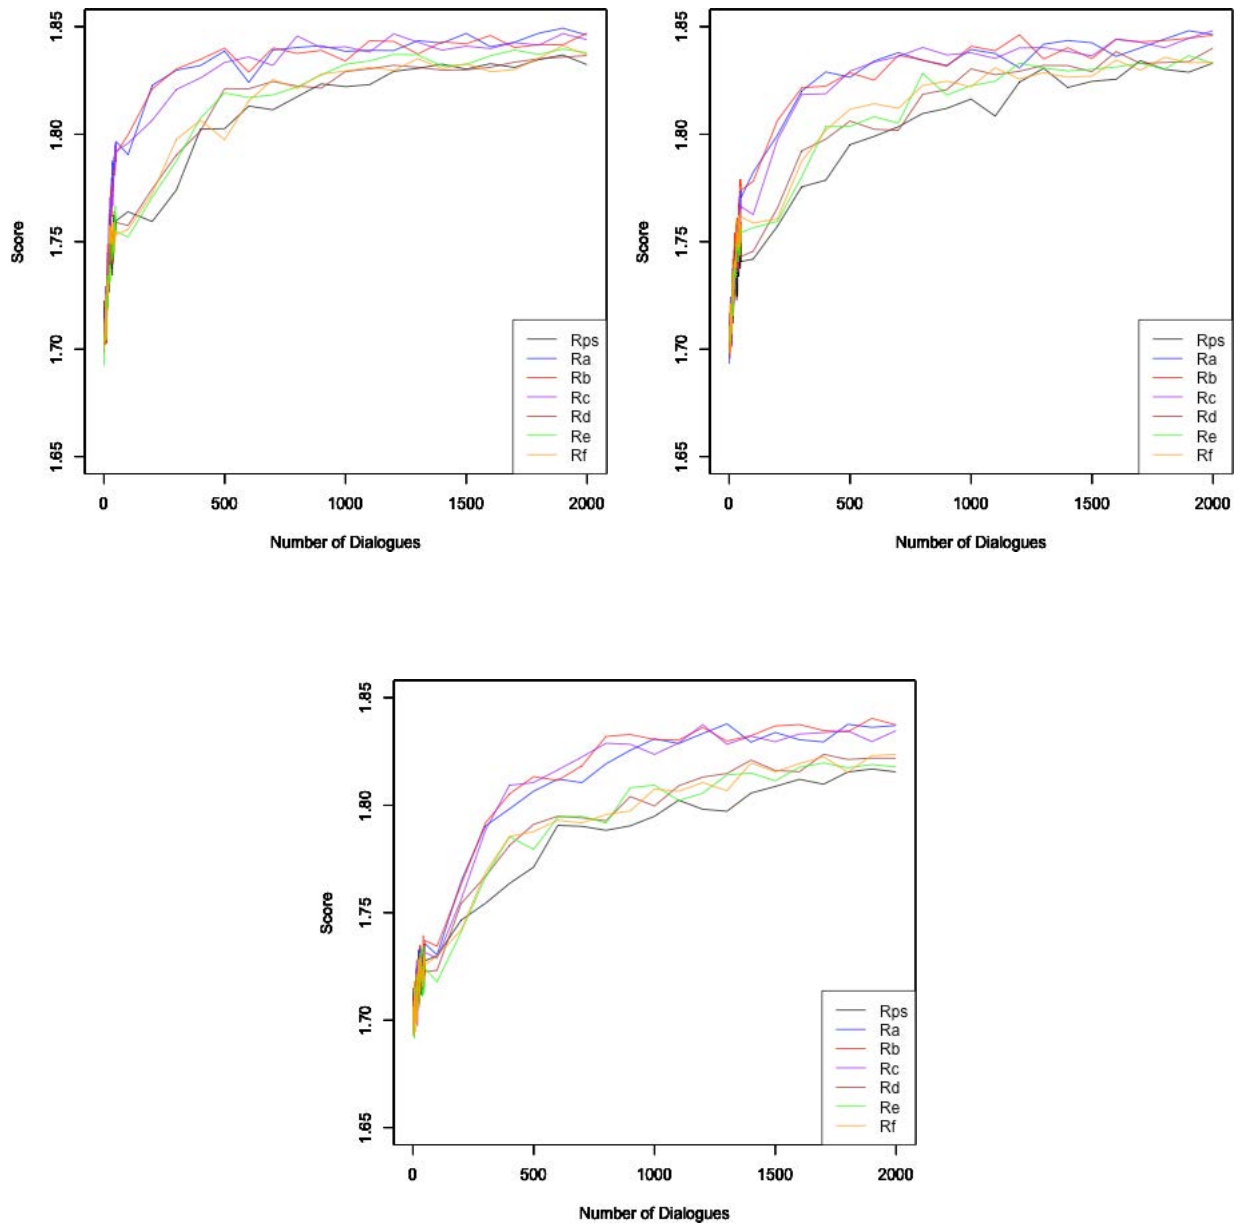 1.85
1.80
1.75
1.70
1.65
Score
0
500
1000
1500
2000
Number of Dialogues
Rps
Ra
Rb
Rc
Rd
Re
Rf
1.85
1.80
1.75
1.70
1.65
Score
0
500
1000
1500
2000
Number of Dialogues
Rps
Ra
Rb
Rc
Rd
Re
Rf
1.85
1.80
1.75
1.70
1.65
Score
0
500
1000
1500
2000
Number of Dialogues
Rps
Ra
Rb
Rc
Rd
Re
Rf